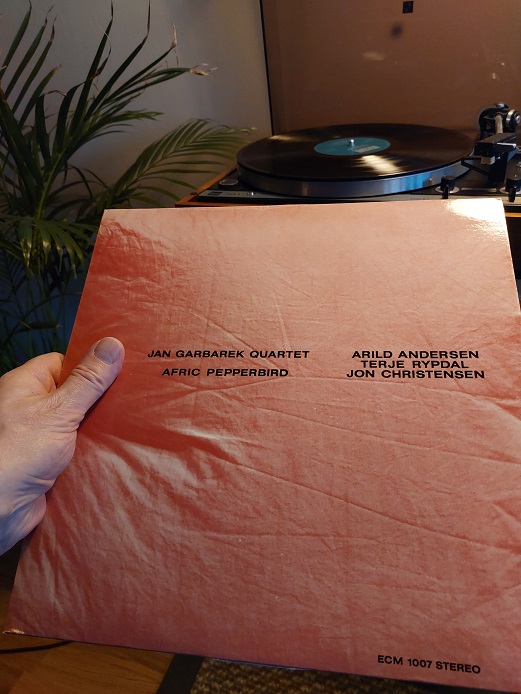 JAN GARBAREK QUARTET
AFRIC PEPPERBIRD
ARILD ANDERSEN
TERJE RYPDAL
JON CHRISTENSEN
ECM 1007 STEREO